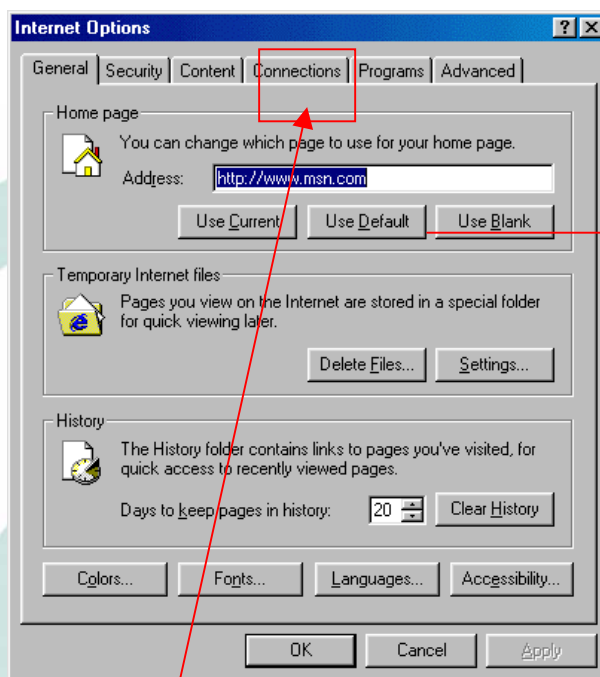 Internet Options
General Security Content Connections Programs Advanced
Home page
You can change which page to use for your home page.
Address: http://www.msn.com
Use Current Use Default Use Blank
Temporary Internet files
Pages you view on the Internet are stored in a special folder
for quick viewing later.
Delete Files... Settings...
History
The History folder contains links to pages you've visited, for
quick access to recently viewed pages.
Days to keep pages in history: 20 Clear History
Colors... Fonts... Languages... Accessibility...
OK Cancel Apply